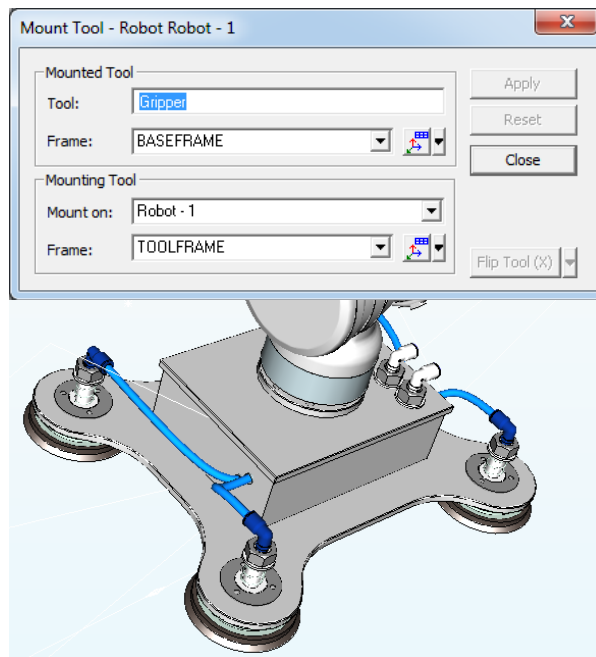 Mount Tool - Robot Robot - 1
Mounted Tool
Tool: Gripper
Frame: BASEFRAME
Mounting Tool
Mount on: Robot - 1
Frame: TOOLFRAME
Apply
Reset
Close
Flip Tool (X)